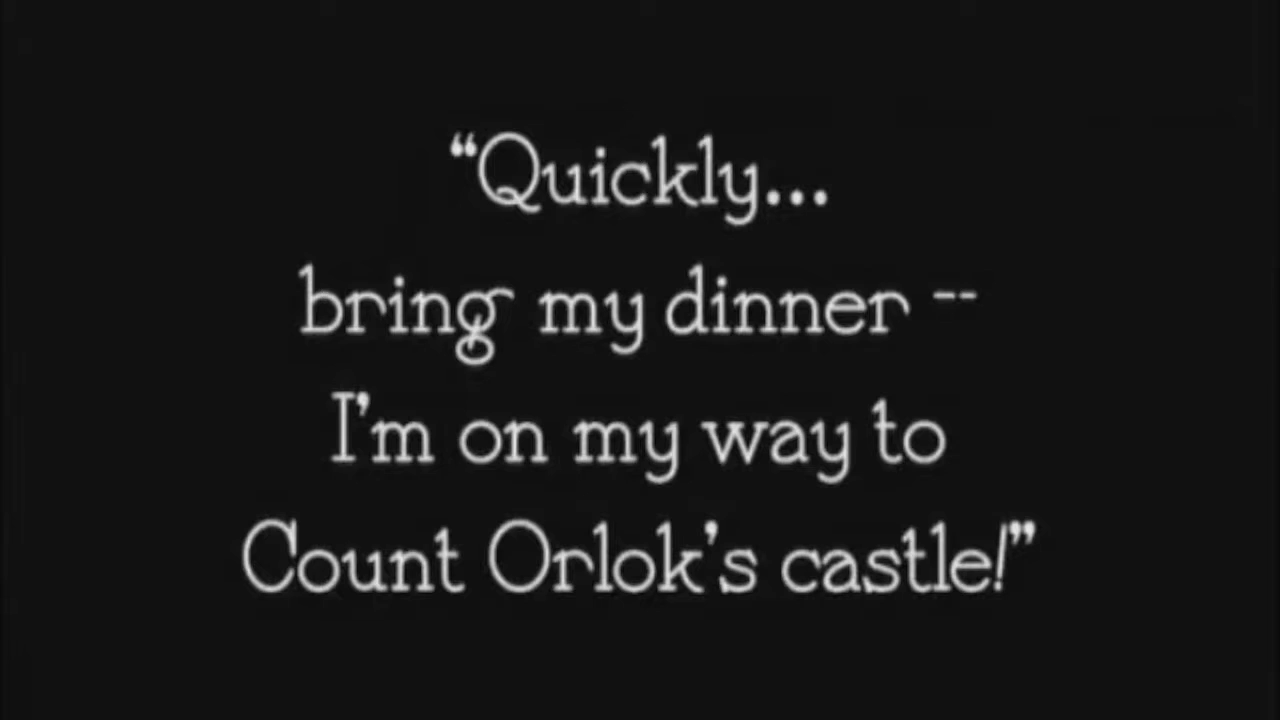 “Quickly...
bring my dinner --
I’m on my way to
Count Orlok’s castle!”